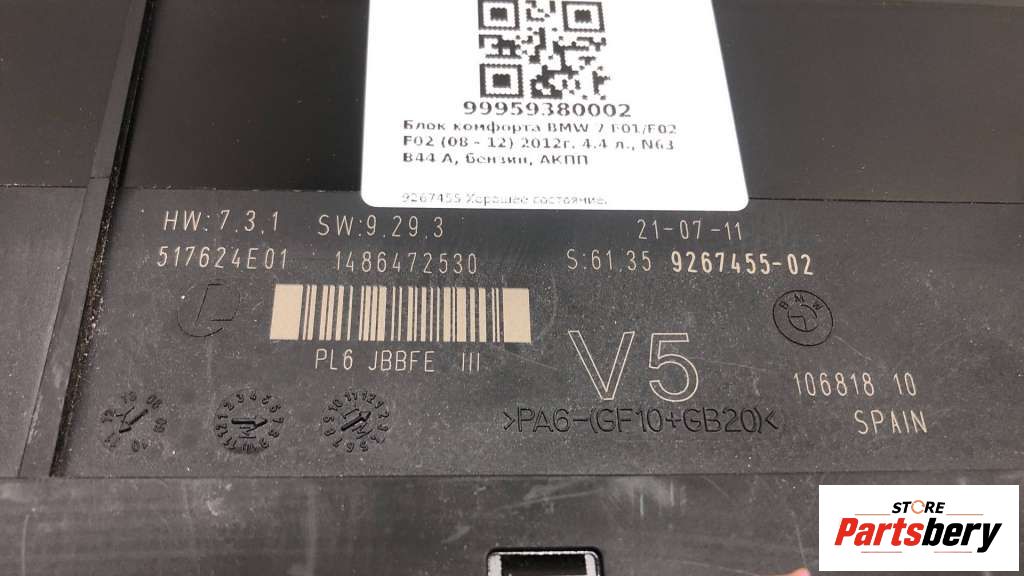 99959380002
Блок комфорта BMW 7 F01/F02
F02 (08 - 12) 2012г. 4.4 л., N63
B44 A, бензин, АКПП
9267455 Хорошее состояние.
HW:7.3.1 SW:9.29.3 21-07-11
517624E01 1486472530 S:61.35 9267455-02
BMW
PL6 JBBFE III
V5
106818 10
>PA6-(GF10+GB20)<
SPAIN
STORE
Partsbery